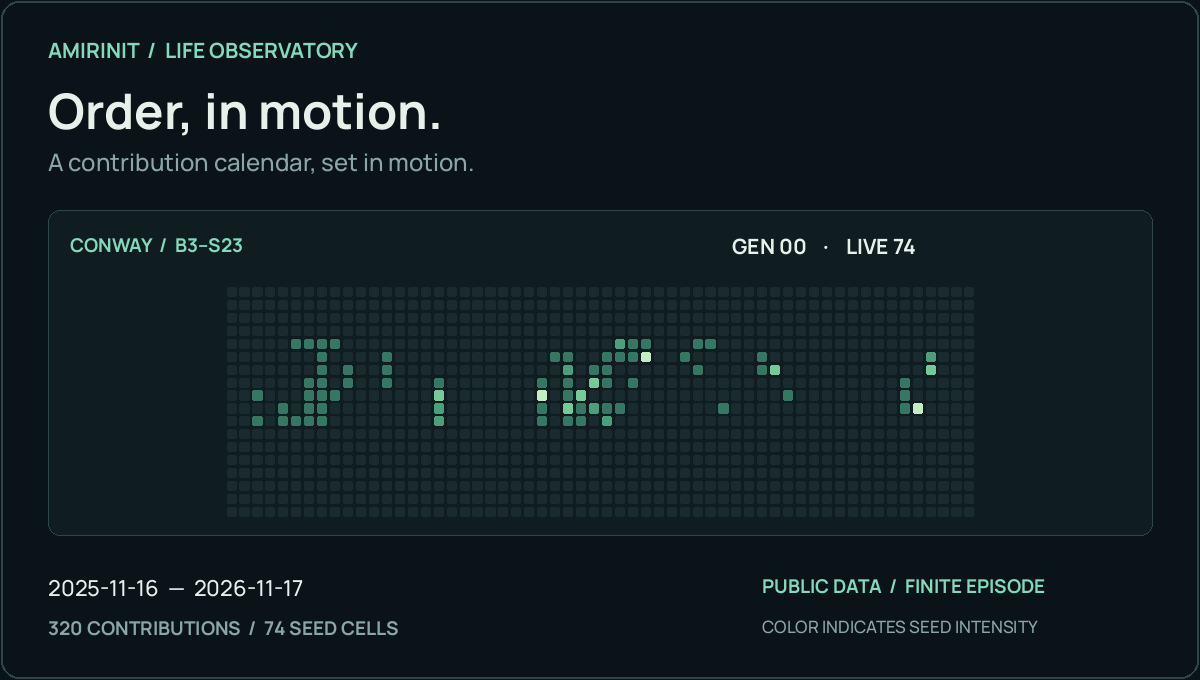 AMIRINIT / LIFE OBSERVATORY
Order, in motion.
A contribution calendar, set in motion.
CONWAY / B3–S23
GEN 00 · LIVE 74
2025-11-16 — 2026-11-17
320 CONTRIBUTIONS / 74 SEED CELLS
PUBLIC DATA / FINITE EPISODE
COLOR INDICATES SEED INTENSITY